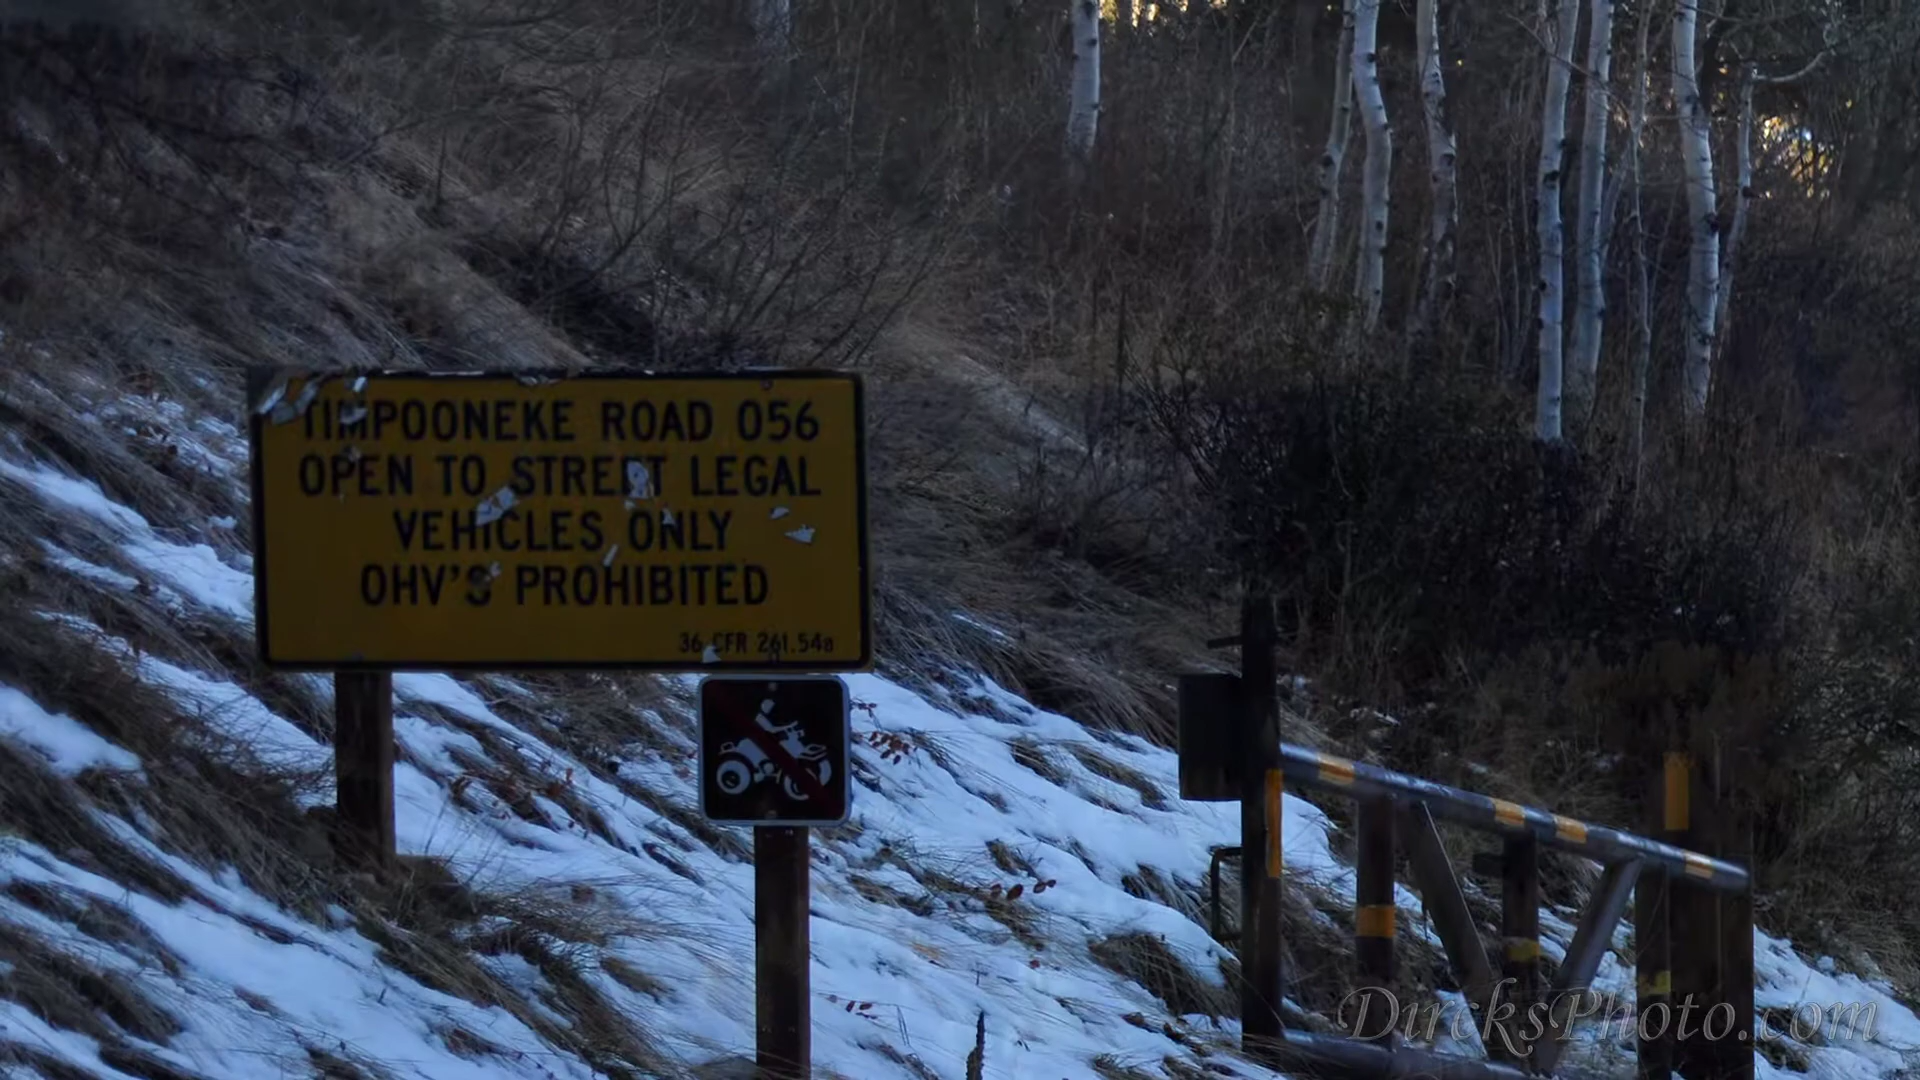 TIMPOONEKE ROAD 056
OPEN TO STREET LEGAL
VEHICLES ONLY
OHV'S PROHIBITED
36 CFR 261.54a
DircksPhoto.com